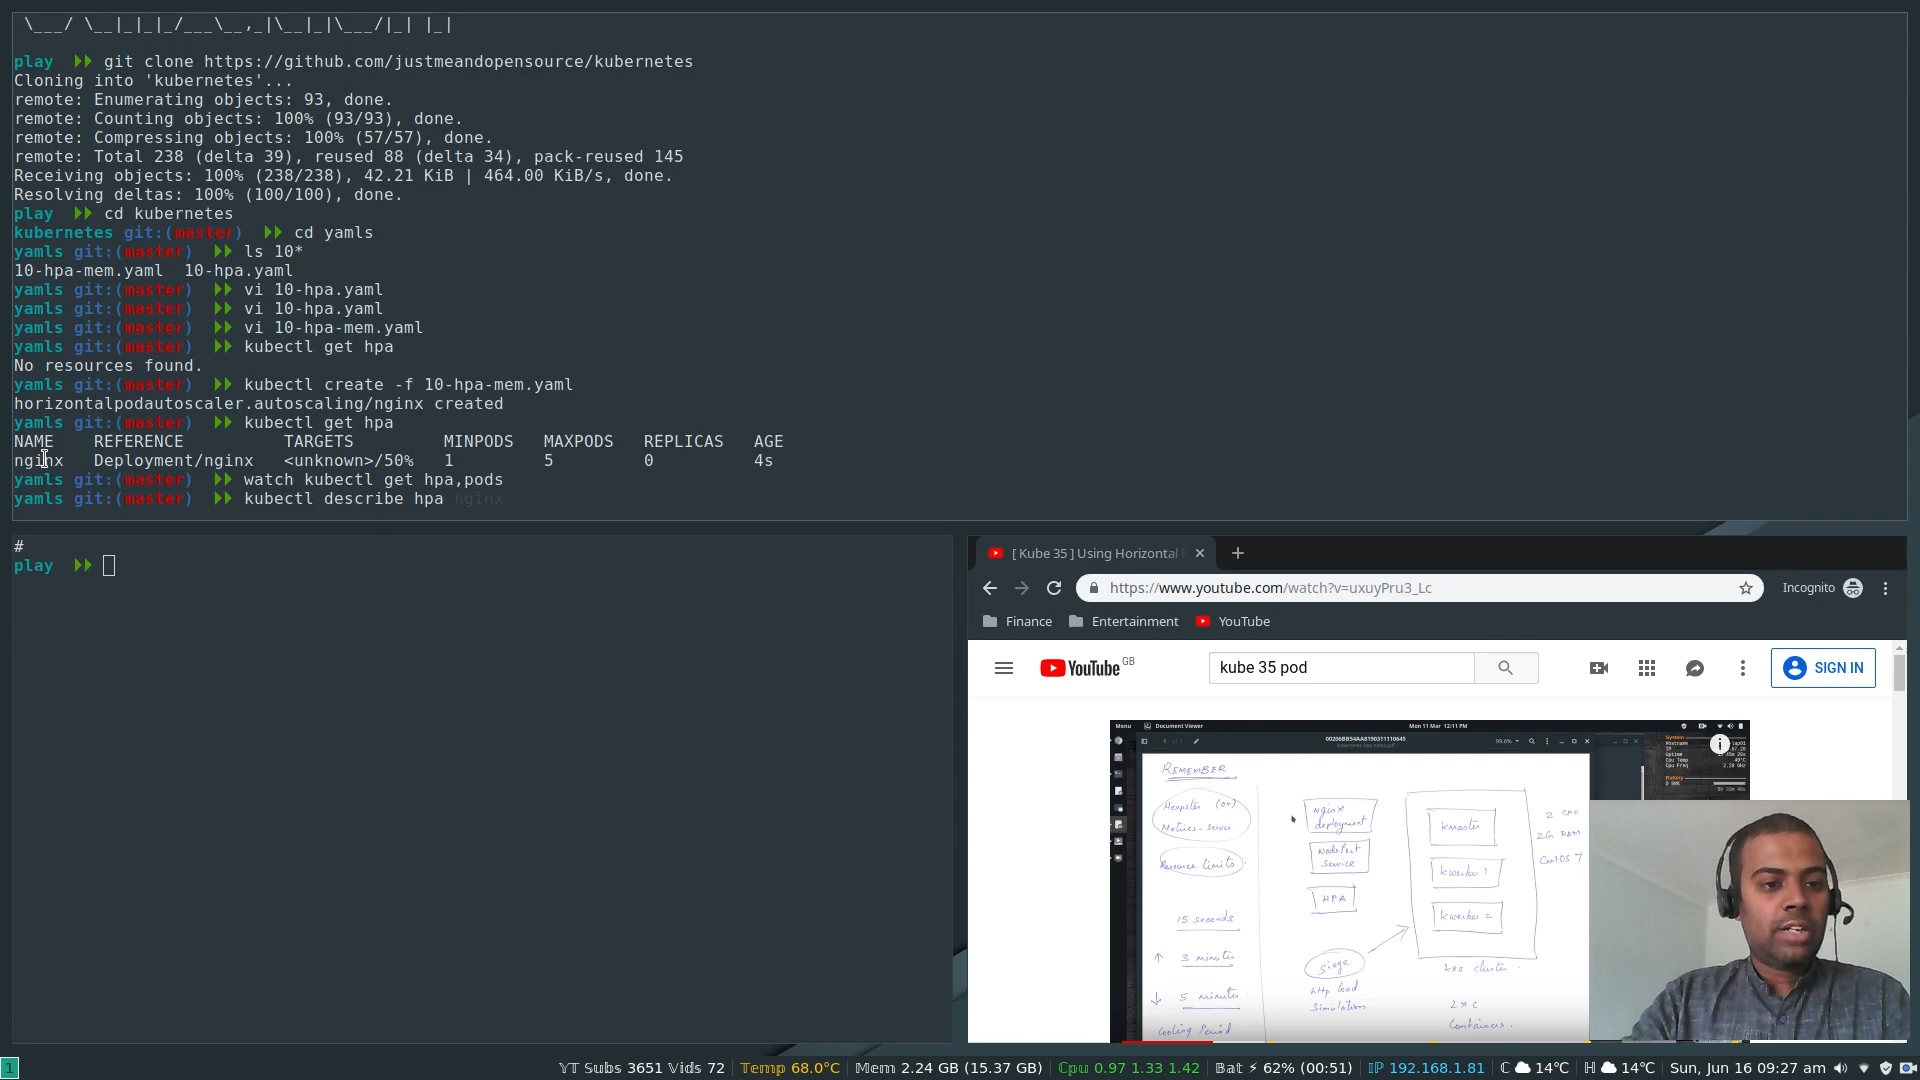 play git clone https://github.com/justmeandopensource/kubernetes
Cloning into 'kubernetes'...
remote: Enumerating objects: 93, done.
remote: Counting objects: 100% (93/93), done.
remote: Compressing objects: 100% (57/57), done.
remote: Total 238 (delta 39), reused 88 (delta 34), pack-reused 145
Receiving objects: 100% (238/238), 42.21 KiB | 464.00 KiB/s, done.
Resolving deltas: 100% (100/100), done.
play cd kubernetes
kubernetes git:(master) cd yamls
yamls git:(master) ls 10*
10-hpa-mem.yaml 10-hpa.yaml
yamls git:(master) vi 10-hpa.yaml
yamls git:(master) vi 10-hpa.yaml
yamls git:(master) vi 10-hpa-mem.yaml
yamls git:(master) kubectl get hpa
No resources found.
yamls git:(master) kubectl create -f 10-hpa-mem.yaml
horizontalpodautoscaler.autoscaling/nginx created
yamls git:(master) kubectl get hpa
NAME REFERENCE TARGETS MINPODS MAXPODS REPLICAS AGE
nginx Deployment/nginx <unknown>/50% 1 5 0 4s
yamls git:(master) watch kubectl get hpa,pods
yamls git:(master) kubectl describe hpa nginx
#
play
[ Kube 35 ] Using Horizontal
https://www.youtube.com/watch?v=uxuyPru3_Lc
Incognito
Finance Entertainment YouTube
YouTube GB
kube 35 pod
SIGN IN
Menu Document Viewer Mon 11 Mar 12:11 PM
REMEMBER
Heapster (or)
Metrics-server
Resource limits
15 seconds
↑ 3 minutes
↓ 5 minutes
Cooling Period
nginx
deployment
NodePort
Service
HPA
Siege
http load
Simulation
kmaster
kworker 1
kworker 2
k8s cluster
2 CPU
2G RAM
CentOS 7
Containers.
1 YT Subs 3651 Vids 72 Temp 68.0°C Mem 2.24 GB (15.37 GB) Cpu 0.97 1.33 1.42 Bat ⚡ 62% (00:51) IP 192.168.1.81 C 14°C H 14°C Sun, Jun 16 09:27 am